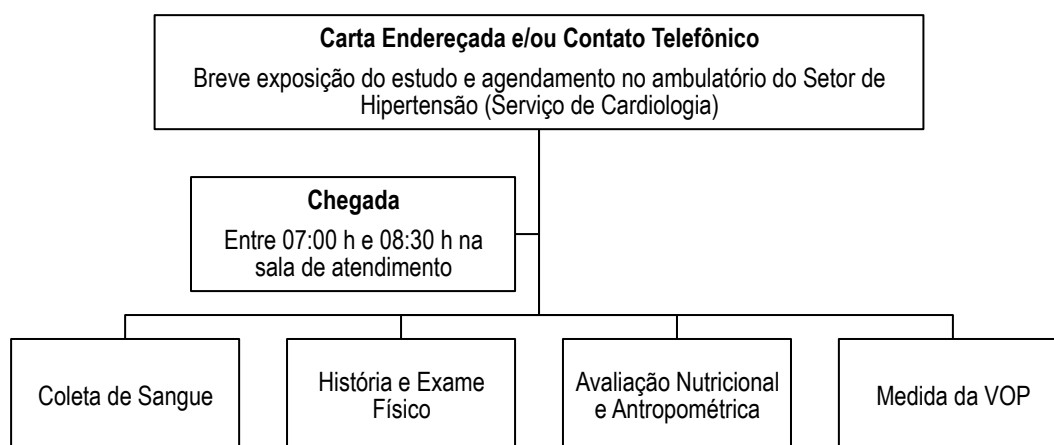 Carta Endereçada e/ou Contato Telefônico
Breve exposição do estudo e agendamento no ambulatório do Setor de
Hipertensão (Serviço de Cardiologia)
Chegada
Entre 07:00 h e 08:30 h na
sala de atendimento
Coleta de Sangue
História e Exame
Físico
Avaliação Nutricional
e Antropométrica
Medida da VOP